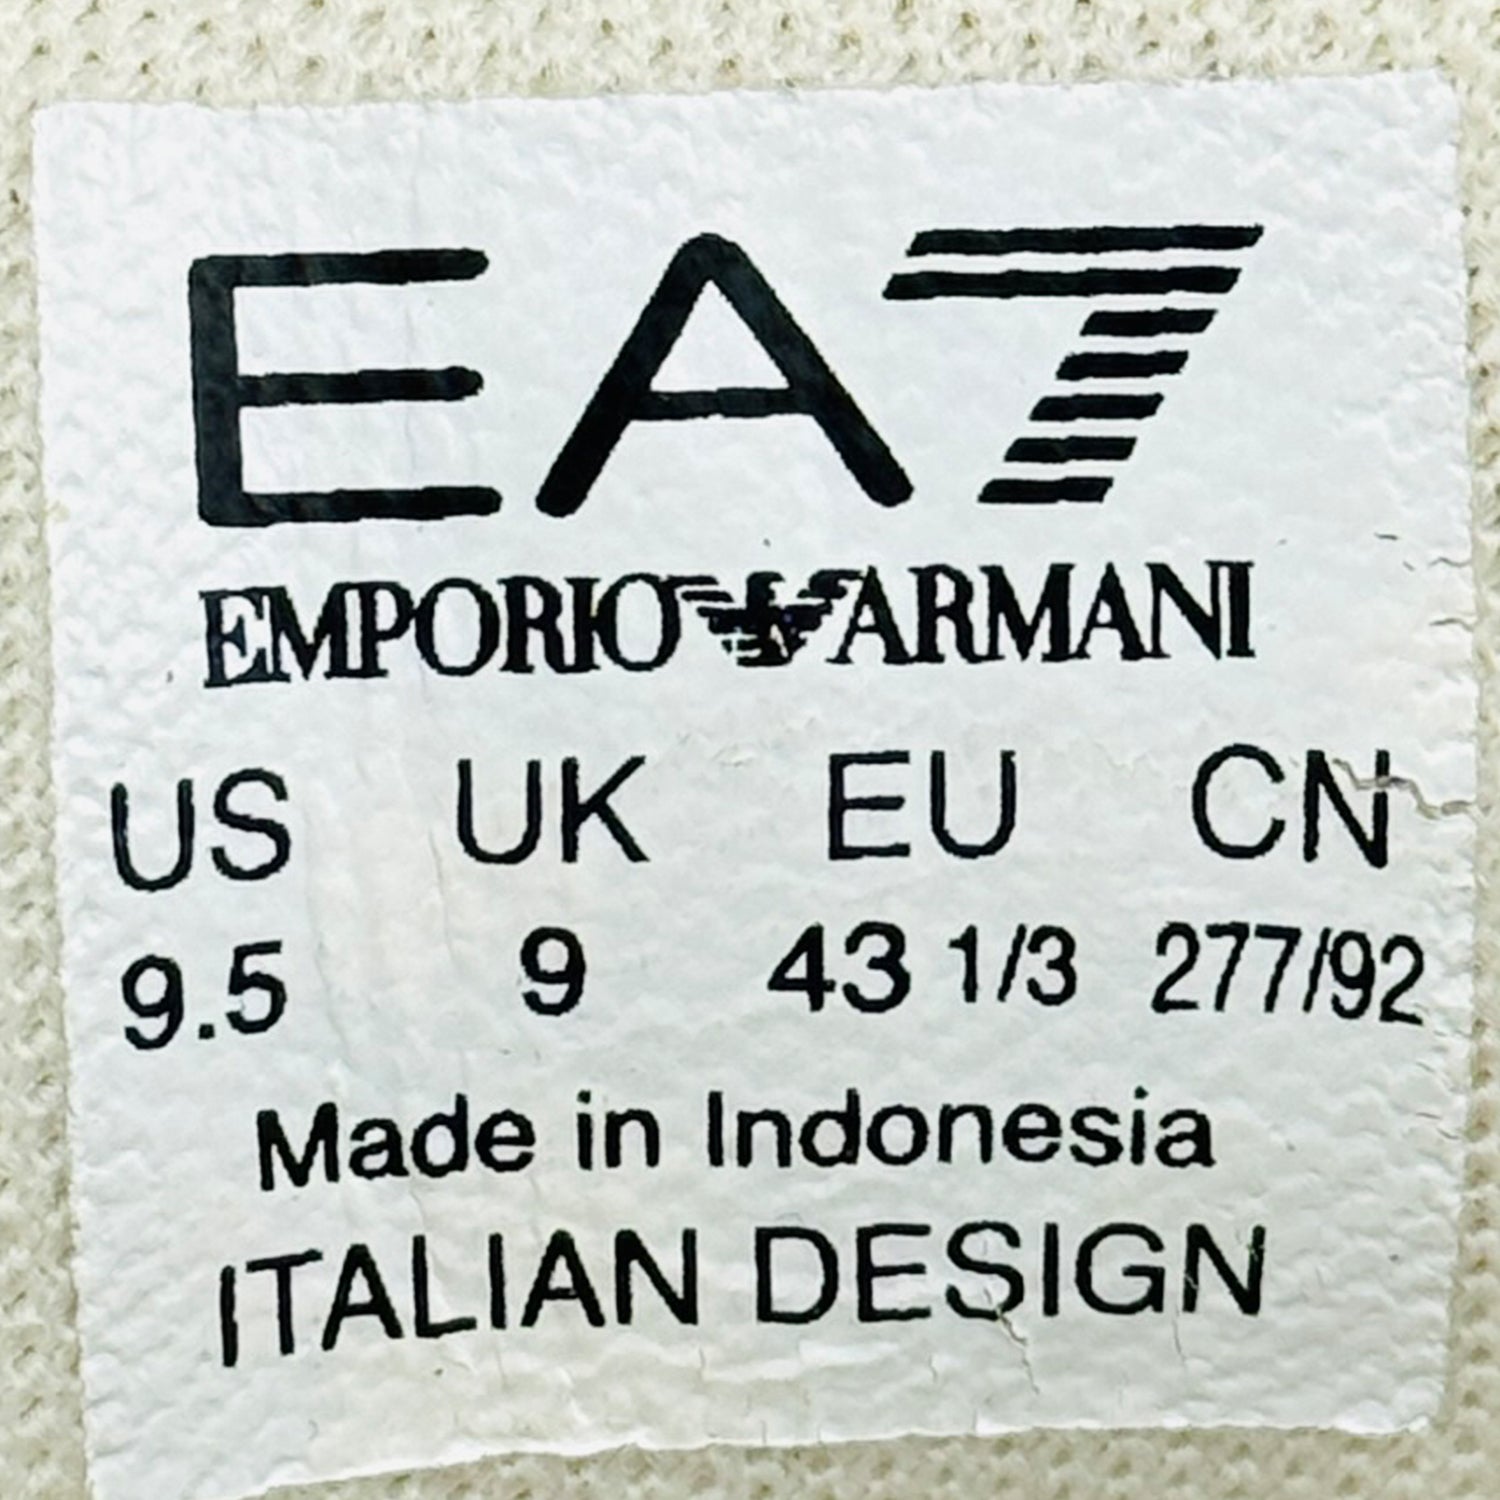 EA7
EMPORIO ARMANI
US UK EU CN
9.5 9 43 1/3 277/92
Made in Indonesia
ITALIAN DESIGN